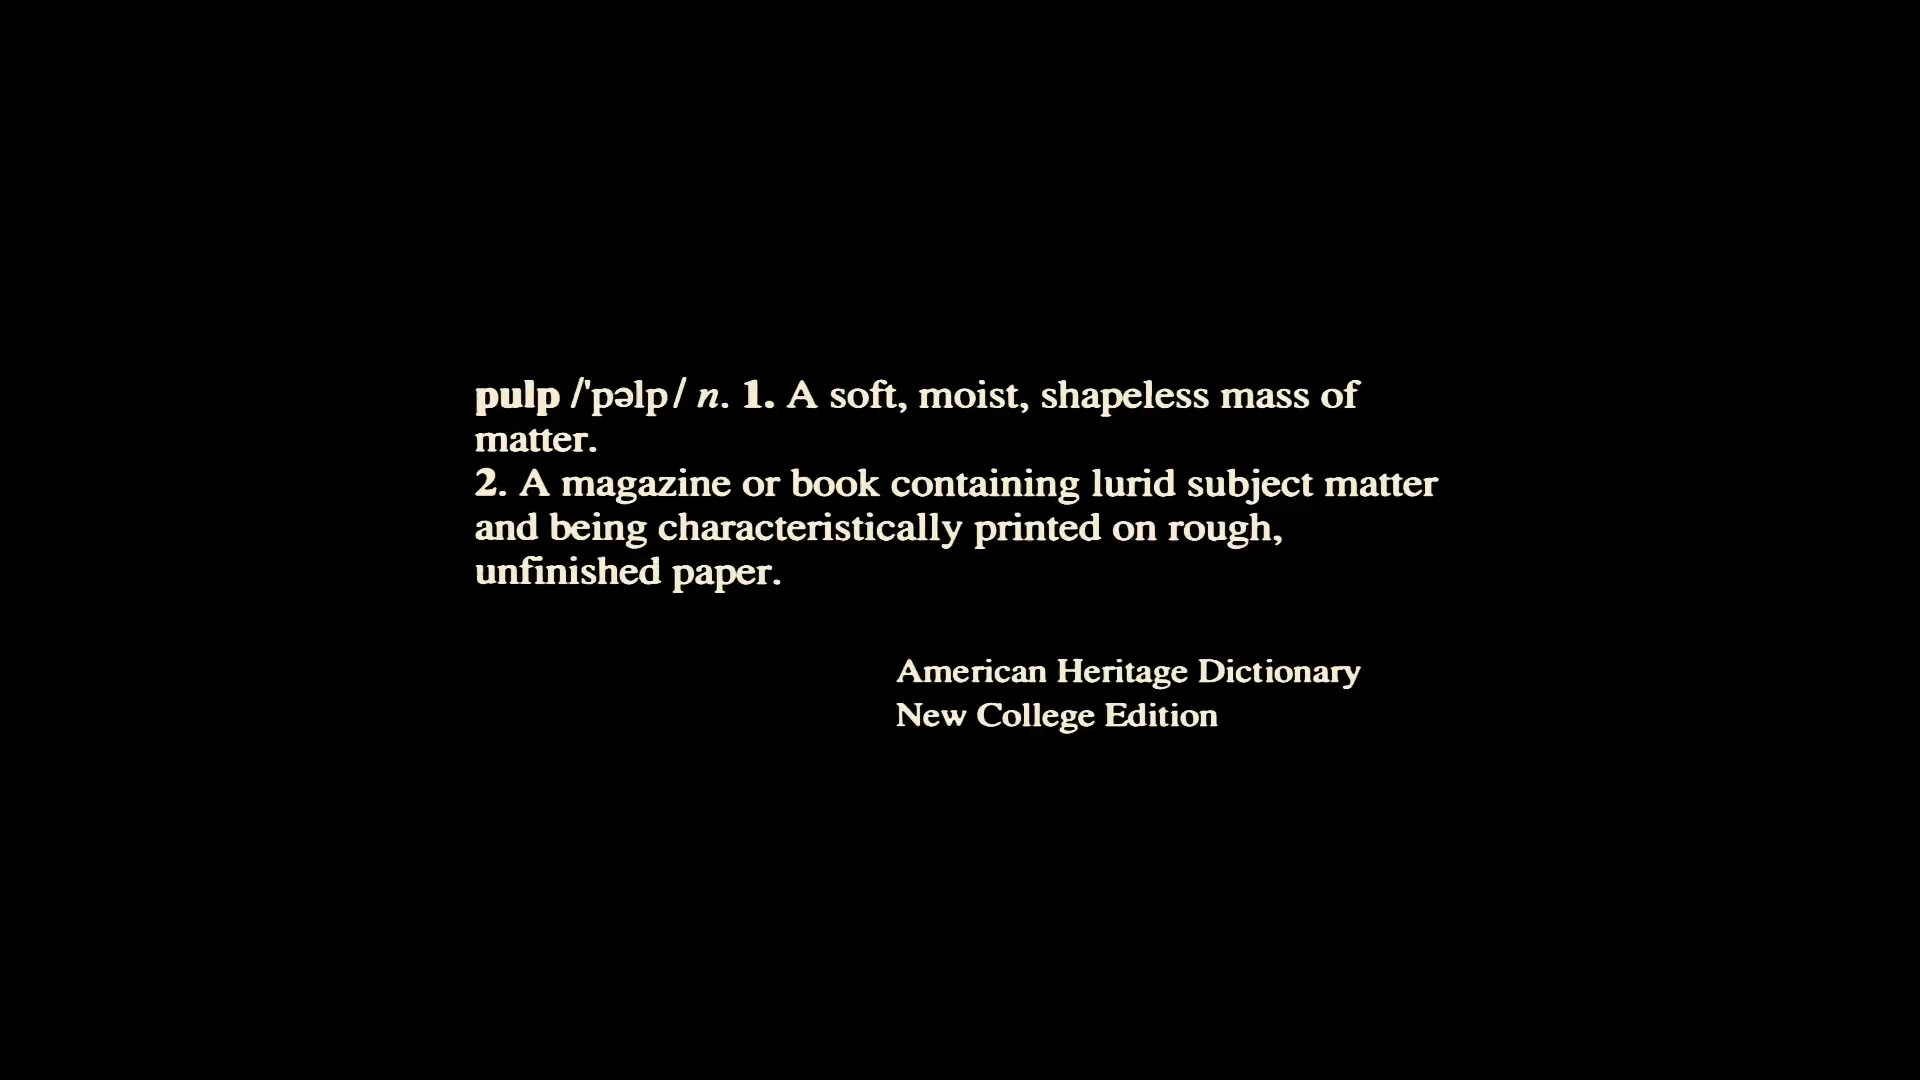 pulp /'pəlp/ n. 1. A soft, moist, shapeless mass of
matter.
2. A magazine or book containing lurid subject matter
and being characteristically printed on rough,
unfinished paper.
American Heritage Dictionary
New College Edition